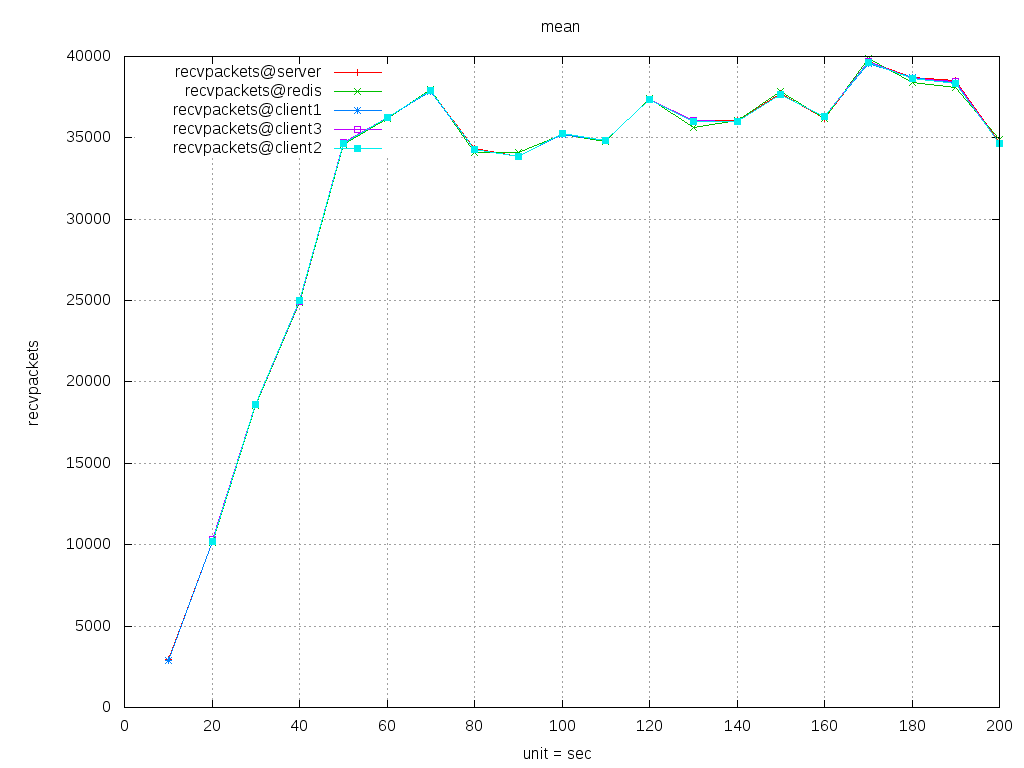 mean
40000
35000
30000
25000
20000
15000
10000
5000
0
recvpackets
recvpackets@server
recvpackets@redis
recvpackets@client1
recvpackets@client3
recvpackets@client2
0 20 40 60 80 100 120 140 160 180 200
unit = sec